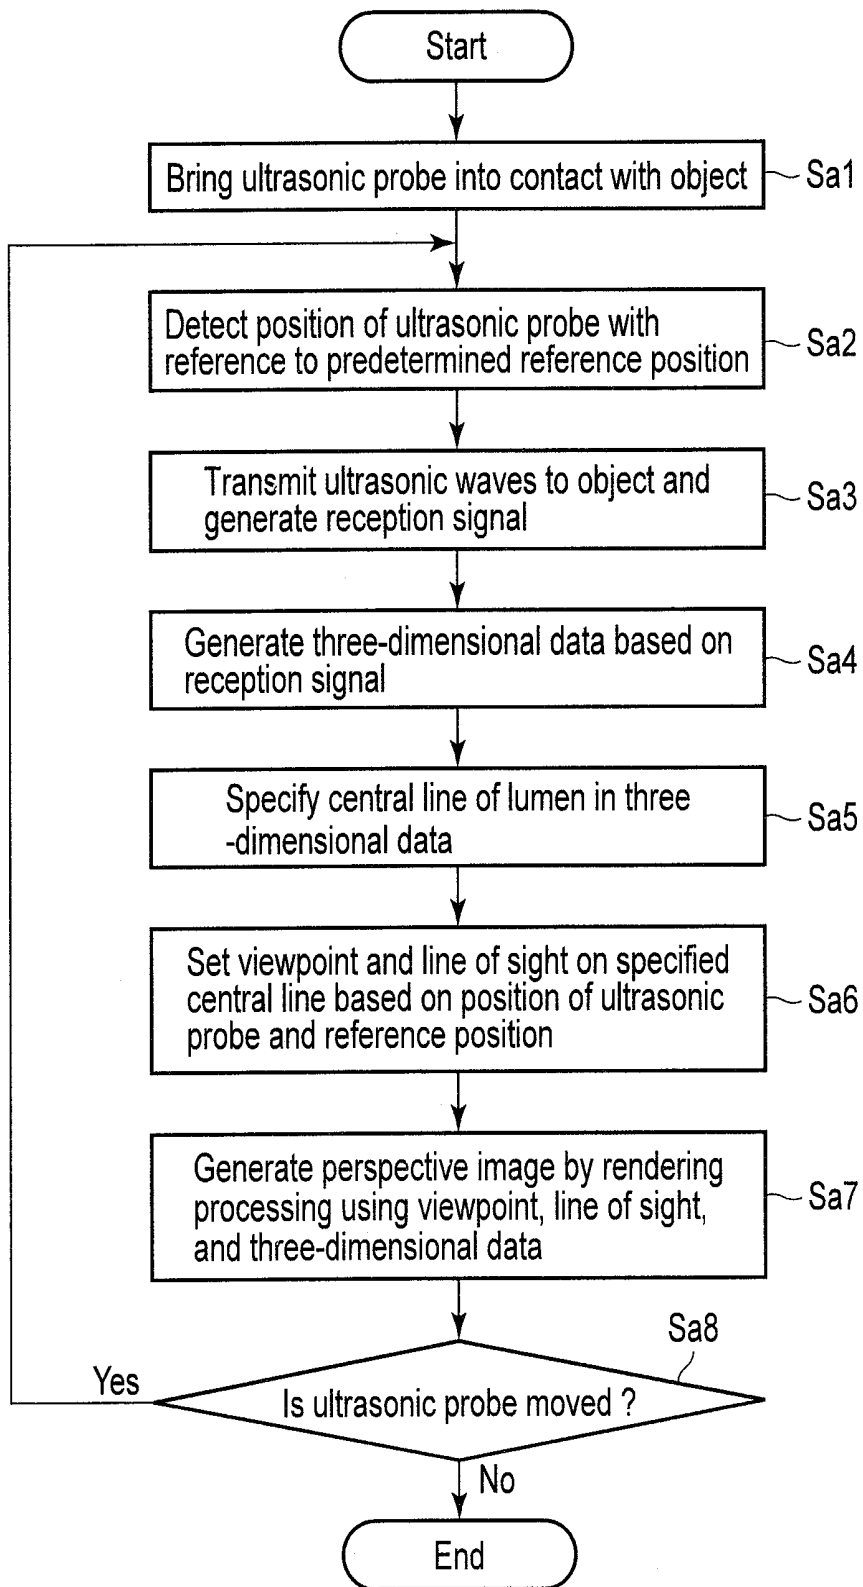 Start
Bring ultrasonic probe into contact with object
Sa1
Detect position of ultrasonic probe with
reference to predetermined reference position
Sa2
Transmit ultrasonic waves to object and
generate reception signal
Sa3
Generate three-dimensional data based on
reception signal
Sa4
Specify central line of lumen in three
-dimensional data
Sa5
Set viewpoint and line of sight on specified
central line based on position of ultrasonic
probe and reference position
Sa6
Generate perspective image by rendering
processing using viewpoint, line of sight,
and three-dimensional data
Sa7
Sa8
Yes
Is ultrasonic probe moved ?
No
End